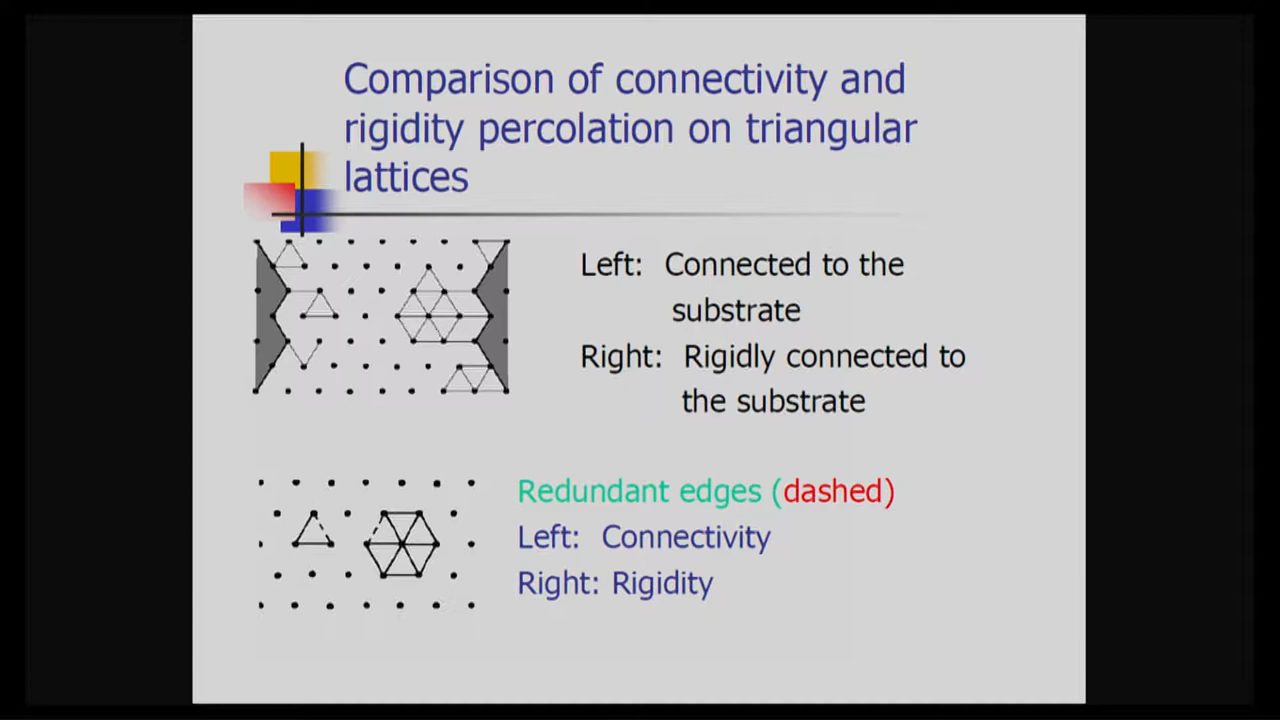 Comparison of connectivity and
rigidity percolation on triangular
lattices
Left: Connected to the
substrate
Right: Rigidly connected to
the substrate
Redundant edges (dashed)
Left: Connectivity
Right: Rigidity